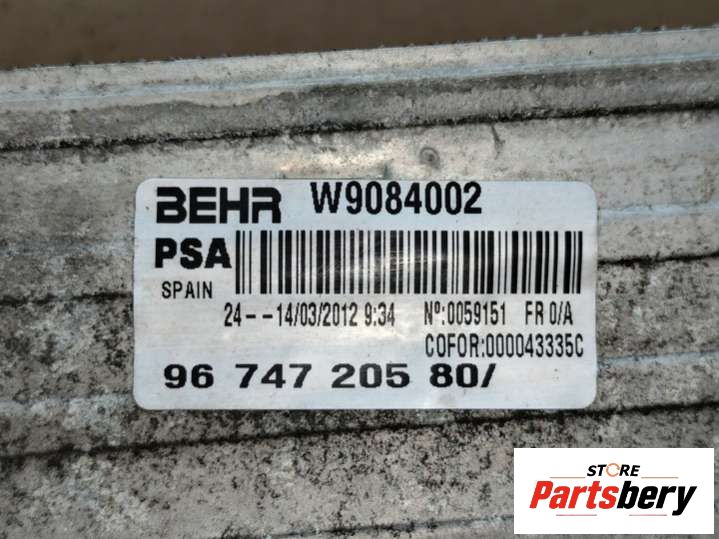 BEHR W9084002
PSA
SPAIN
24--14/03/2012 9:34 Nº:0059151 FR 0/A
COFOR:000043335C
96 747 205 80/
STORE
Partsbery